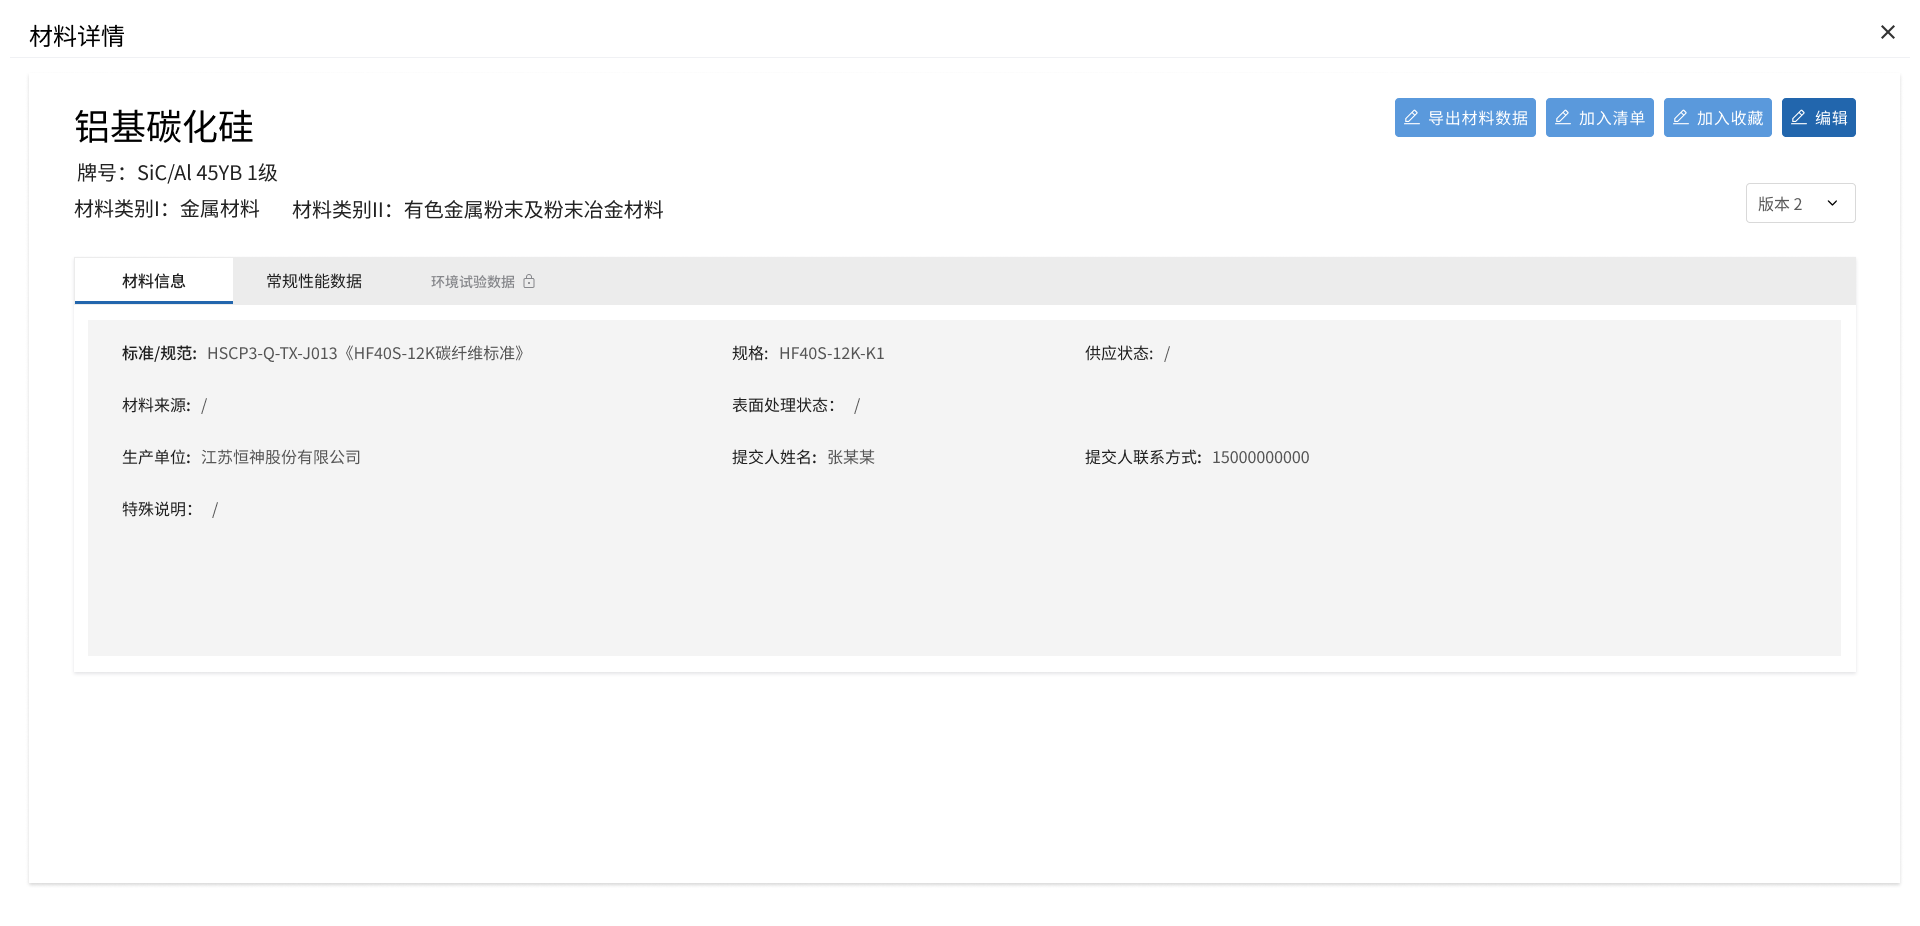 材料详情
铝基碳化硅
导出材料数据 加入清单 加入收藏 编辑
牌号：SiC/Al 45YB 1级
材料类别I：金属材料 材料类别II：有色金属粉末及粉末冶金材料
版本 2
材料信息 常规性能数据 环境试验数据
标准/规范: HSCP3-Q-TX-J013《HF40S-12K碳纤维标准》 规格: HF40S-12K-K1 供应状态: /
材料来源: / 表面处理状态： /
生产单位: 江苏恒神股份有限公司 提交人姓名: 张某某 提交人联系方式: 15000000000
特殊说明： /